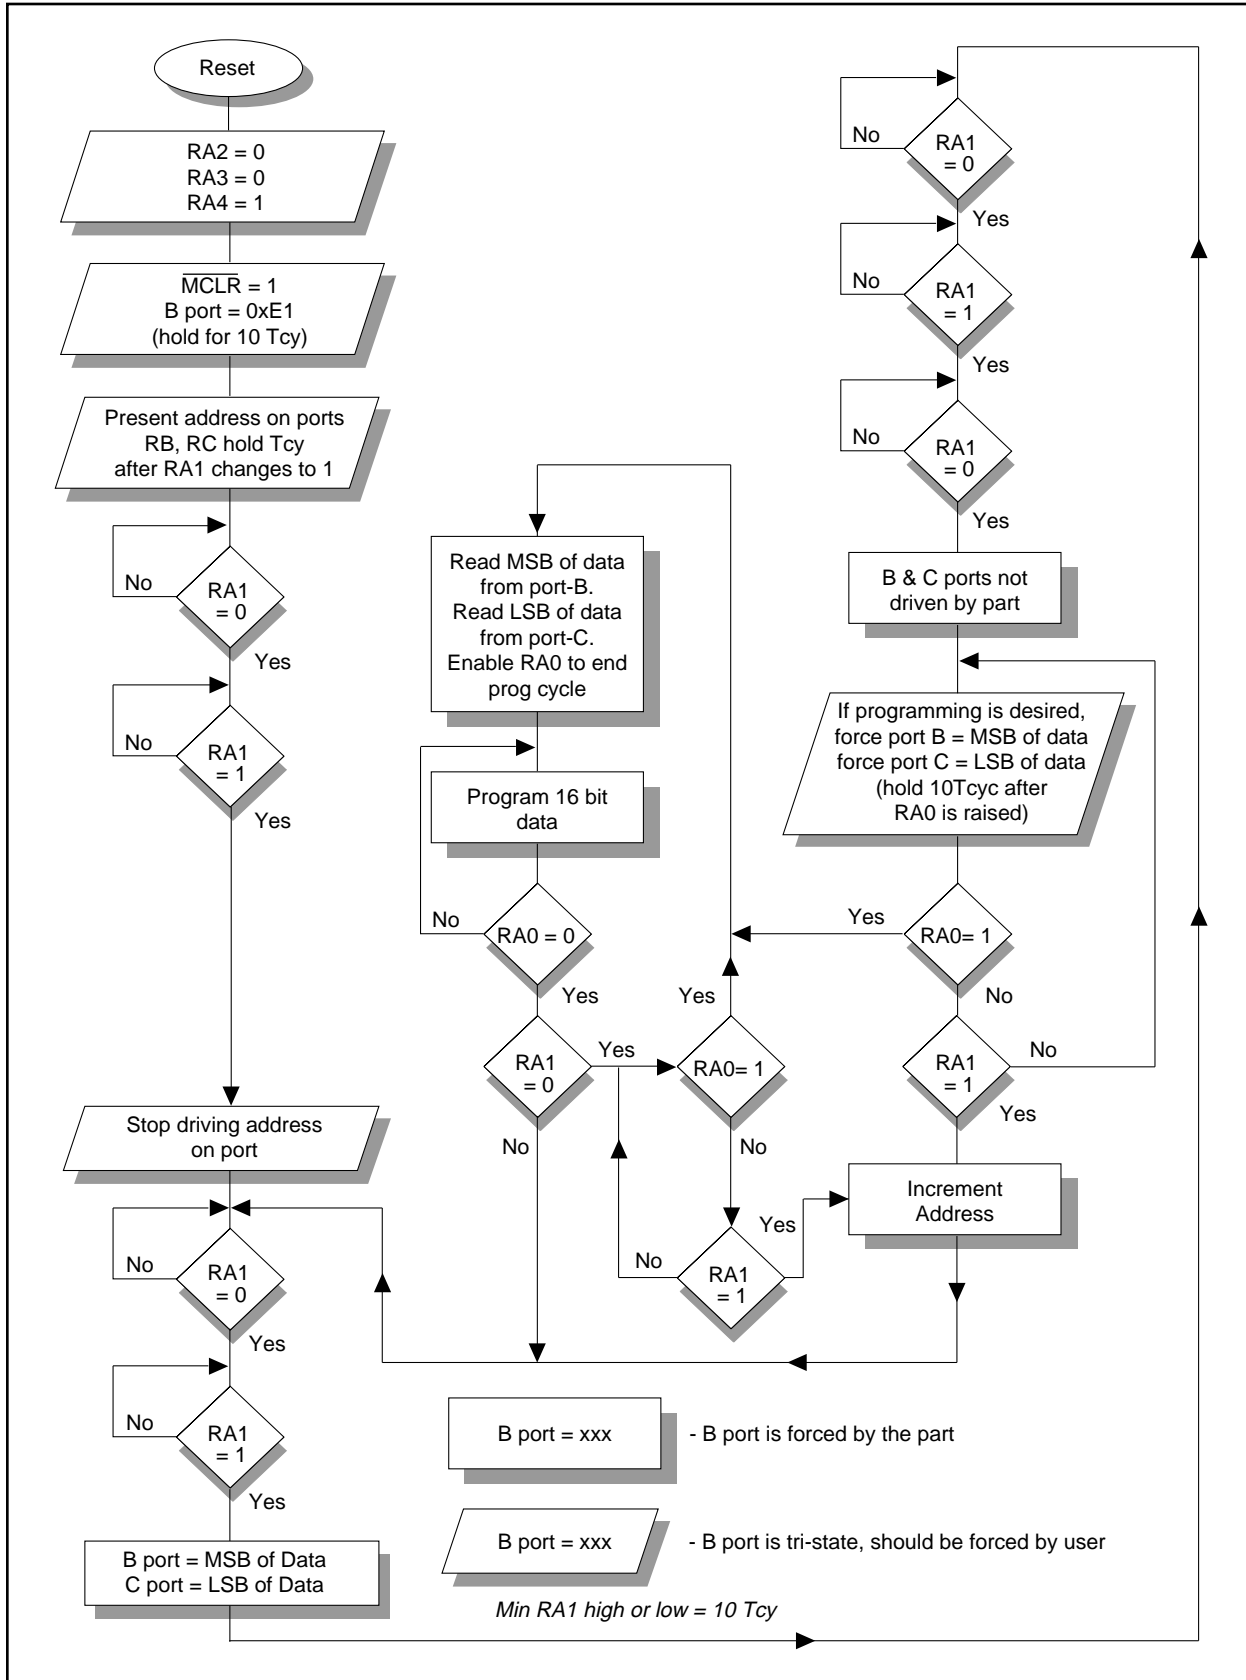 Reset
RA2 = 0
RA3 = 0
RA4 = 1
MCLR = 1
B port = 0xE1
(hold for 10 Tcy)
Present address on ports
RB, RC hold Tcy
after RA1 changes to 1
No
RA1
= 0
Yes
No
RA1
= 1
Yes
Stop driving address
on port
No
RA1
= 0
Yes
No
RA1
= 1
Yes
B port = MSB of Data
C port = LSB of Data
Read MSB of data
from port-B.
Read LSB of data
from port-C.
Enable RA0 to end
prog cycle
Program 16 bit
data
No
RA0 = 0
Yes
RA1
= 0
Yes
No
Yes
RA0= 1
No
No
RA1
= 1
Yes
No
RA1
= 0
Yes
No
RA1
= 1
Yes
No
RA1
= 0
Yes
B & C ports not
driven by part
If programming is desired,
force port B = MSB of data
force port C = LSB of data
(hold 10Tcyc after
RA0 is raised)
Yes
RA0= 1
No
RA1
= 1
No
Yes
Increment
Address
B port = xxx
- B port is forced by the part
B port = xxx
- B port is tri-state, should be forced by user
Min RA1 high or low = 10 Tcy